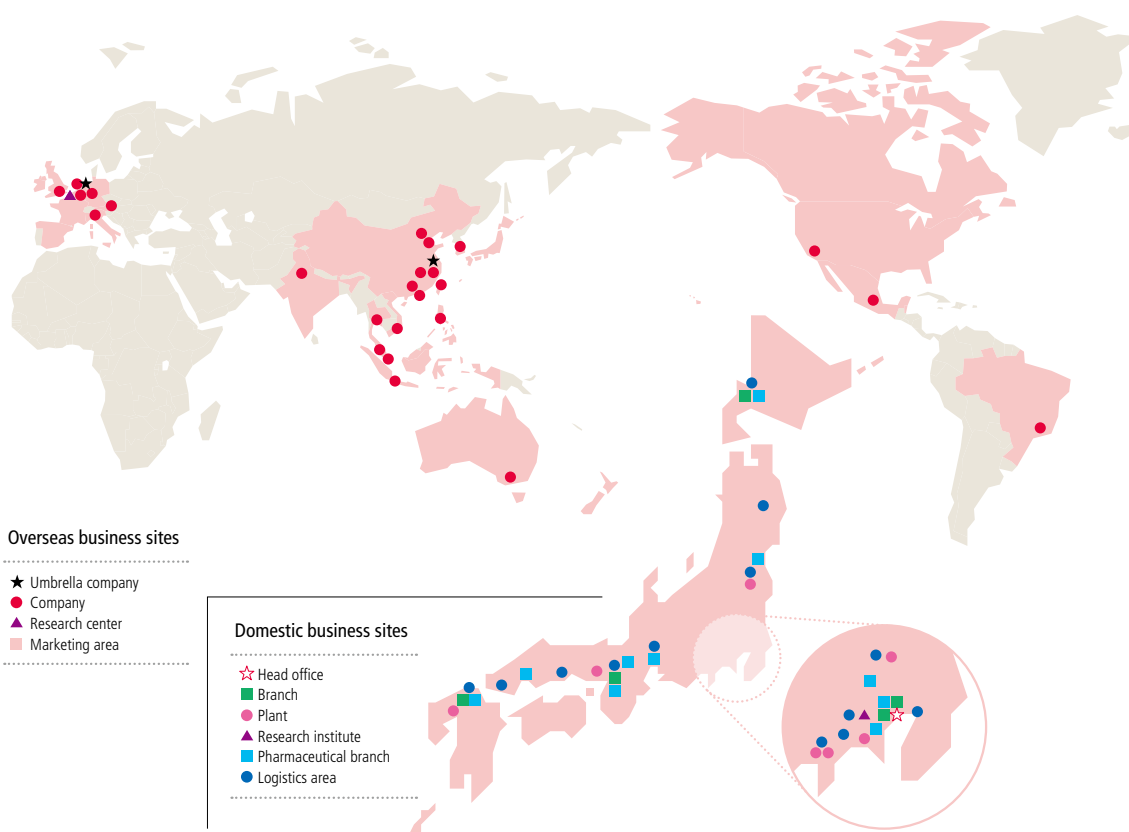 Overseas business sites
Umbrella company
Company
Research center
Marketing area
Domestic business sites
Head office
Branch
Plant
Research institute
Pharmaceutical branch
Logistics area